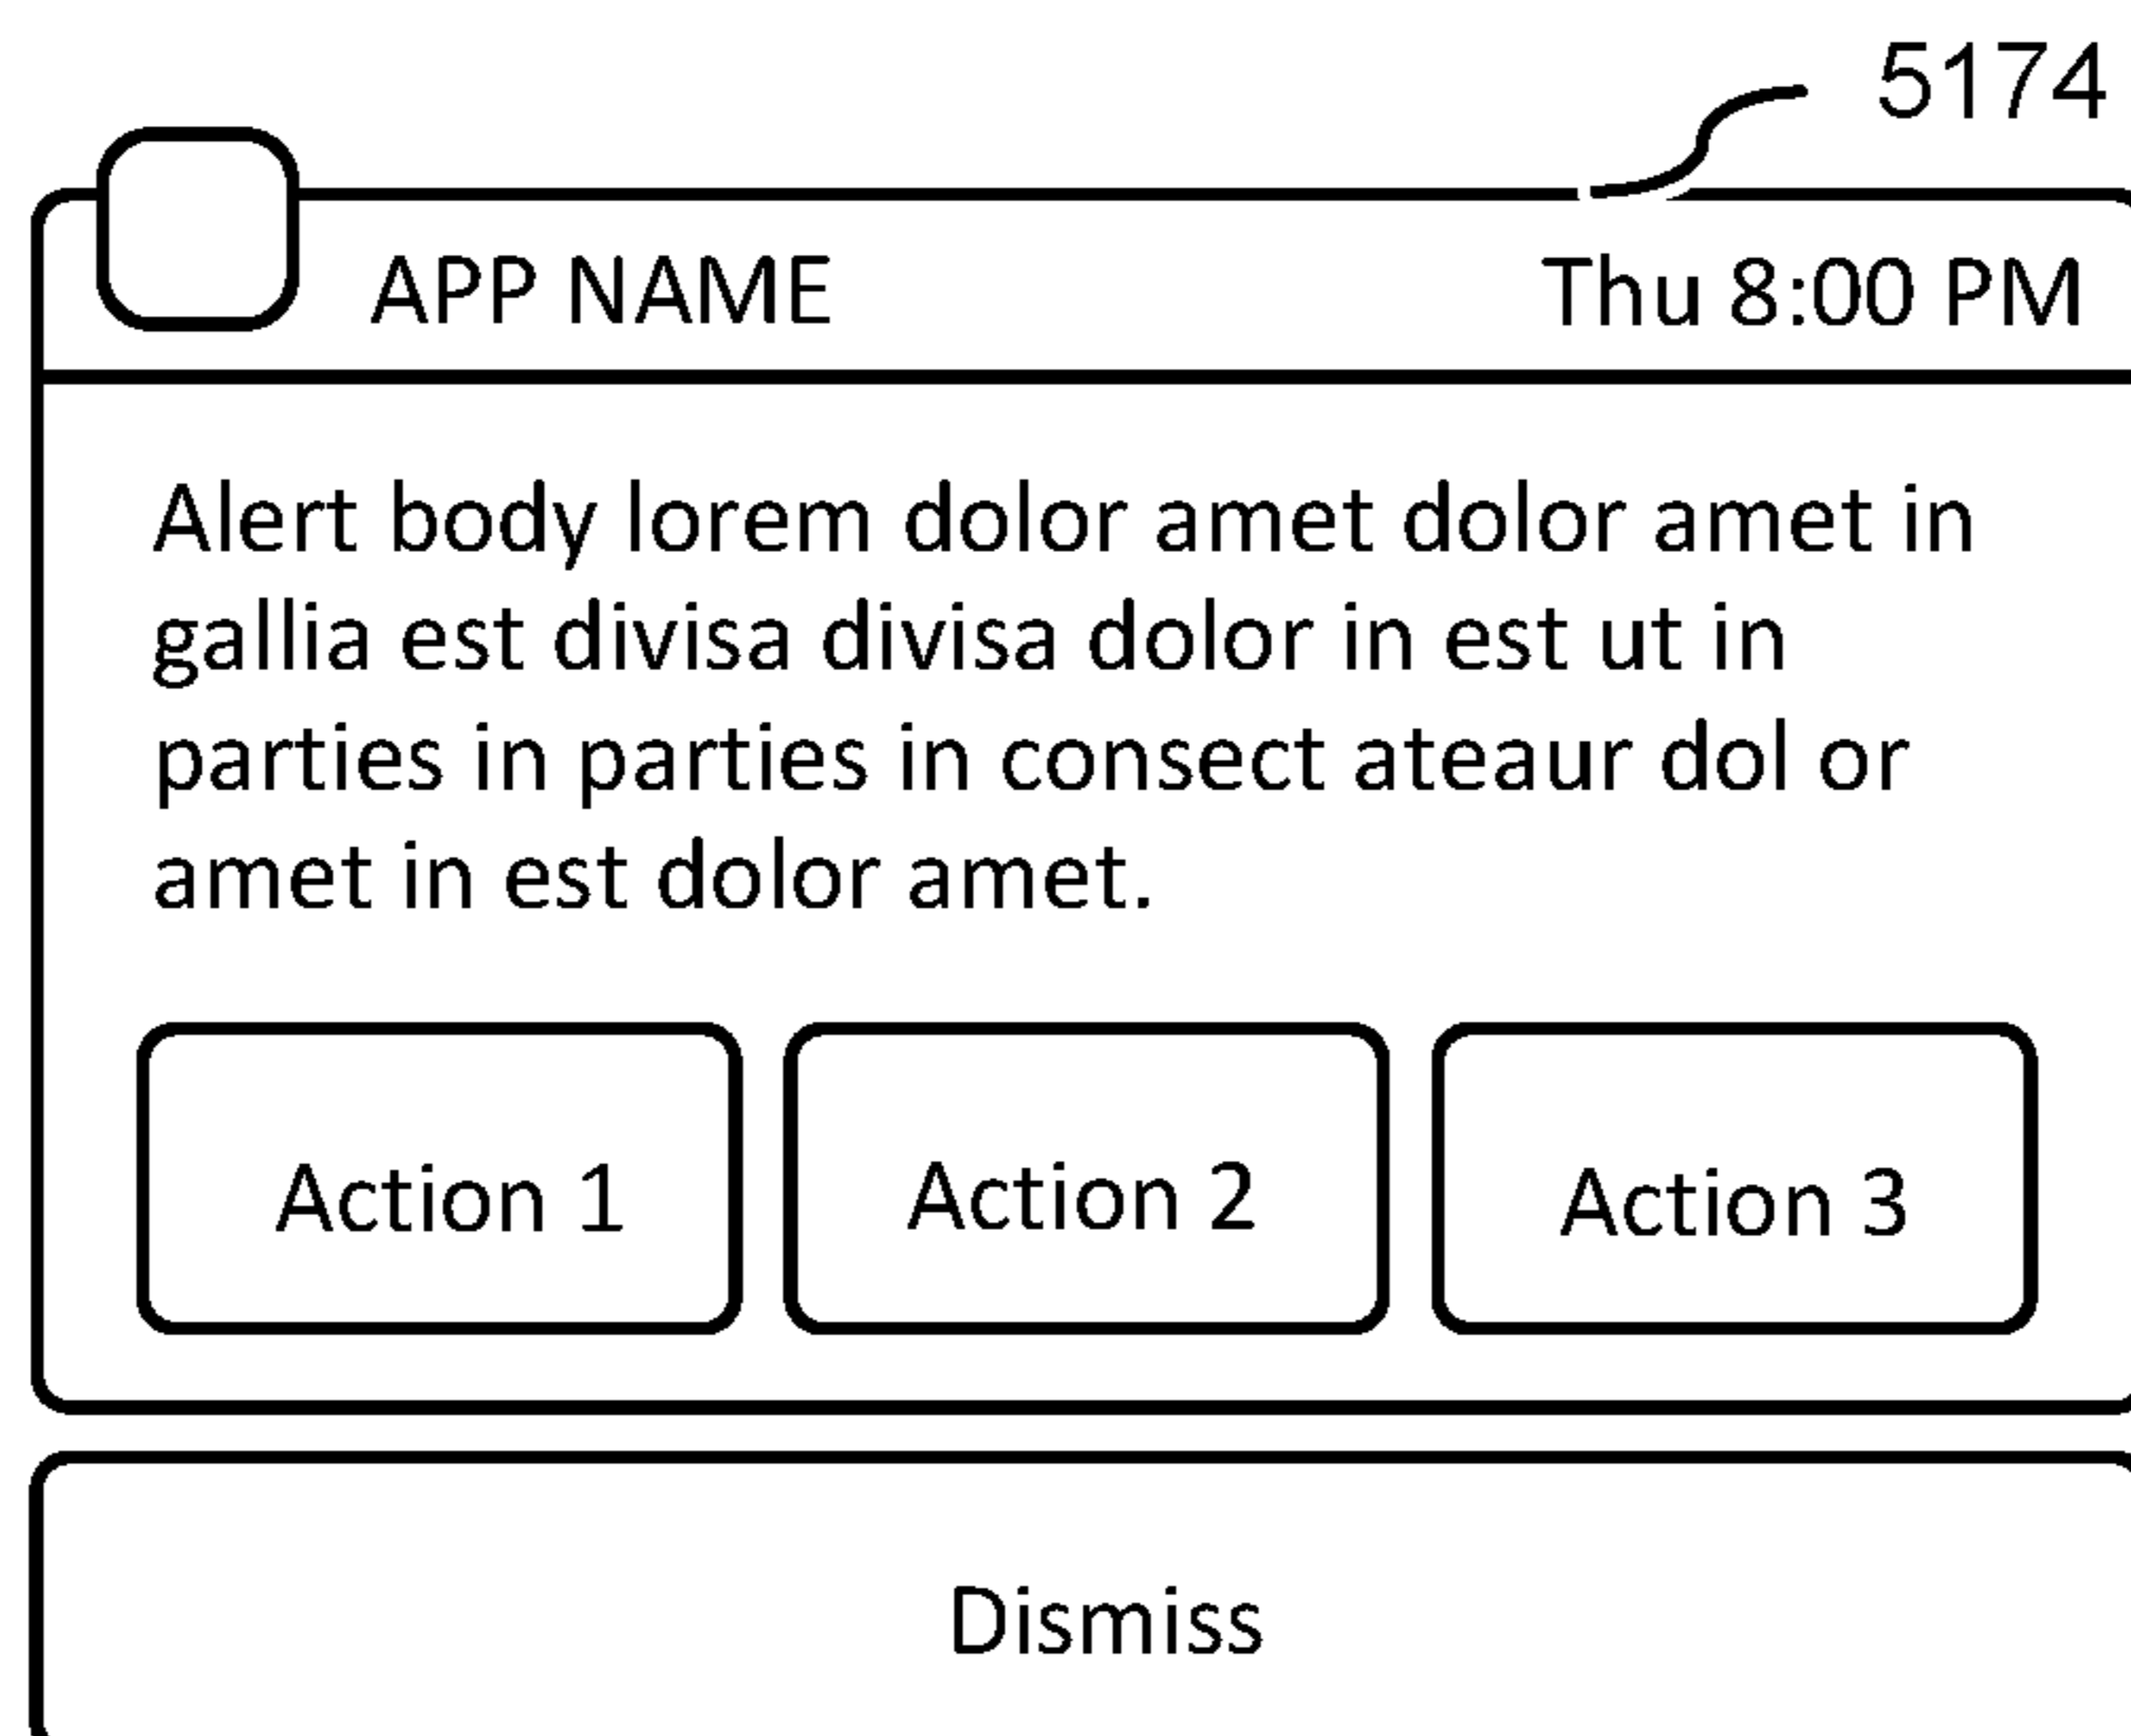 5174
APP NAME Thu 8:00 PM
Alert body lorem dolor amet dolor amet in
gallia est divisa divisa dolor in est ut in
parties in parties in consect ateaur dol or
amet in est dolor amet.
Action 1 Action 2 Action 3
Dismiss